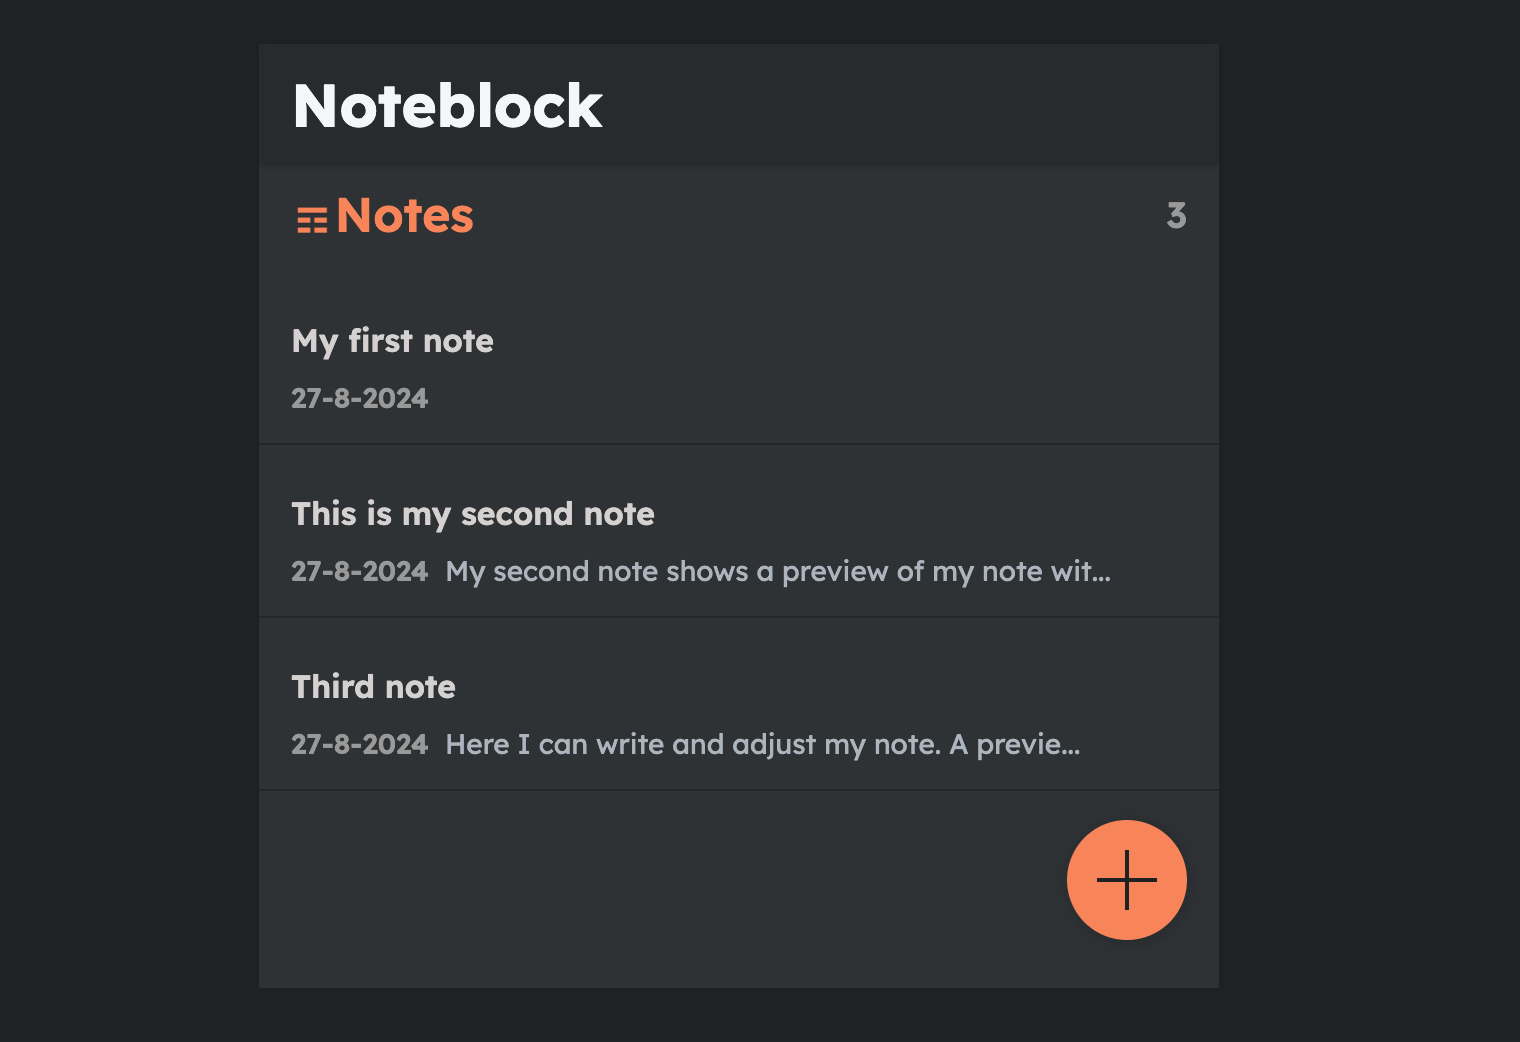 Noteblock
Notes 3
My first note
27-8-2024
This is my second note
27-8-2024 My second note shows a preview of my note wit...
Third note
27-8-2024 Here I can write and adjust my note. A previe...